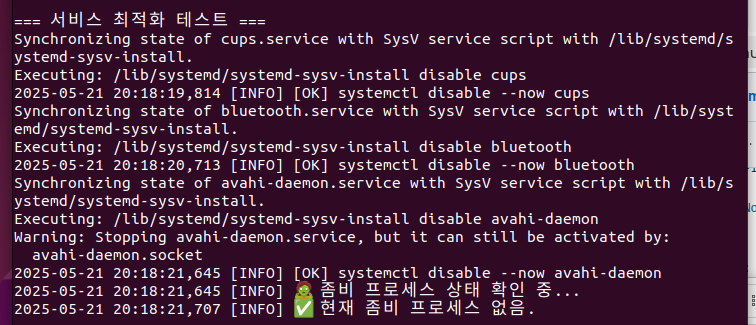 === 서비스 최적화 테스트 ===
Synchronizing state of cups.service with SysV service script with /lib/systemd/s
ystemd-sysv-install.
Executing: /lib/systemd/systemd-sysv-install disable cups
2025-05-21 20:18:19,814 [INFO] [OK] systemctl disable --now cups
Synchronizing state of bluetooth.service with SysV service script with /lib/syst
emd/systemd-sysv-install.
Executing: /lib/systemd/systemd-sysv-install disable bluetooth
2025-05-21 20:18:20,713 [INFO] [OK] systemctl disable --now bluetooth
Synchronizing state of avahi-daemon.service with SysV service script with /lib/s
ystemd/systemd-sysv-install.
Executing: /lib/systemd/systemd-sysv-install disable avahi-daemon
Warning: Stopping avahi-daemon.service, but it can still be activated by:
  avahi-daemon.socket
2025-05-21 20:18:21,645 [INFO] [OK] systemctl disable --now avahi-daemon
2025-05-21 20:18:21,645 [INFO] 🧟 좀비 프로세스 상태 확인 중...
2025-05-21 20:18:21,707 [INFO] ✅ 현재 좀비 프로세스 없음.